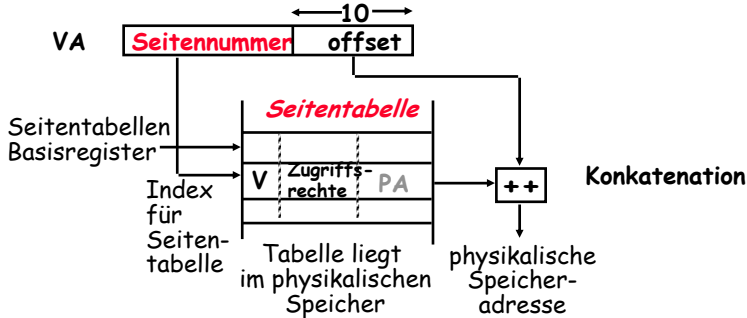 10
VA Seitennummer offset
Seitentabelle
Seitentabellen
Basisregister
V Zugriffs-
rechte PA
++ Konkatenation
Index
für
Seiten-
tabelle
Tabelle liegt
im physikalischen
Speicher
physikalische
Speicher-
adresse